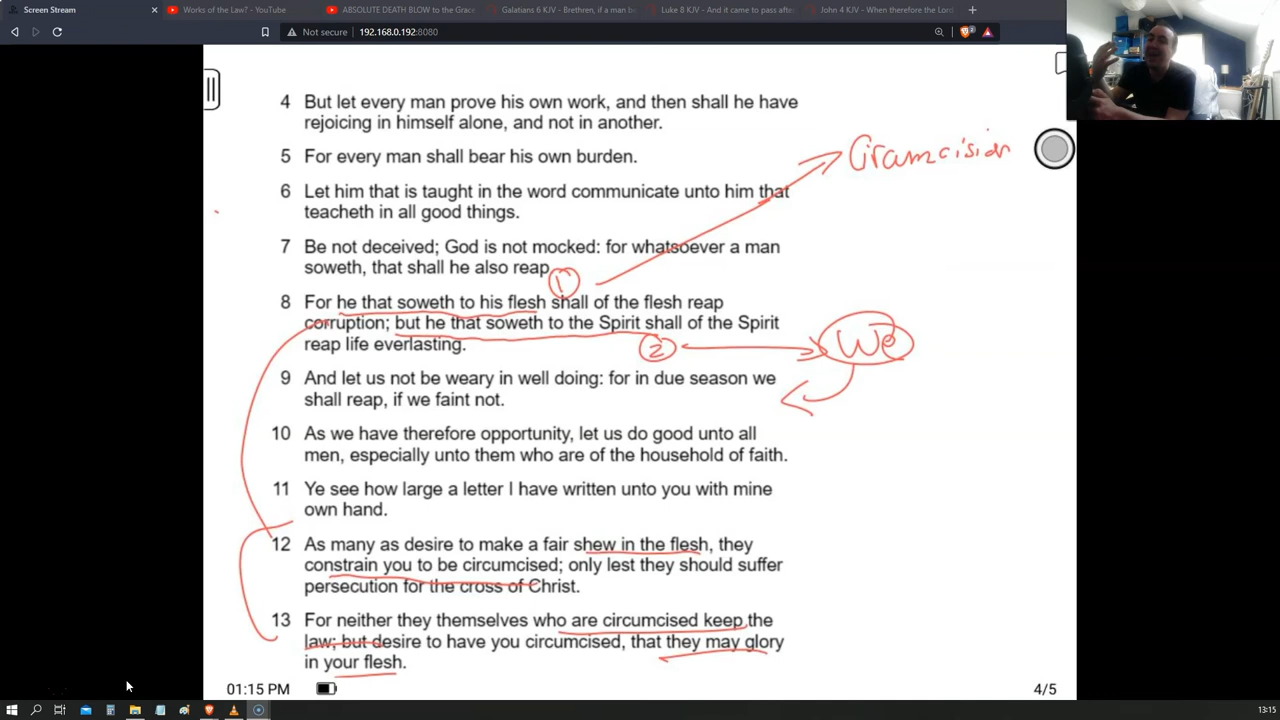 Screen Stream
Works of the Law? - YouTube
ABSOLUTE DEATH BLOW to the Grace
Galatians 6 KJV - Brethren, if a man b
Luke 8 KJV - And it came to pass after
John 4 KJV - When therefore the Lord
Not secure 192.168.0.192:8080
4 But let every man prove his own work, and then shall he have
rejoicing in himself alone, and not in another.
Circumcision
5 For every man shall bear his own burden.
6 Let him that is taught in the word communicate unto him that
teacheth in all good things.
7 Be not deceived; God is not mocked: for whatsoever a man
soweth, that shall he also reap
1
8 For he that soweth to his flesh shall of the flesh reap
corruption; but he that soweth to the Spirit shall of the Spirit
reap life everlasting.
2
We
9 And let us not be weary in well doing: for in due season we
shall reap, if we faint not.
10 As we have therefore opportunity, let us do good unto all
men, especially unto them who are of the household of faith.
11 Ye see how large a letter I have written unto you with mine
own hand.
12 As many as desire to make a fair shew in the flesh, they
constrain you to be circumcised; only lest they should suffer
persecution for the cross of Christ.
13 For neither they themselves who are circumcised keep the
law; but desire to have you circumcised, that they may glory
in your flesh.
01:15 PM
4/5
13:15